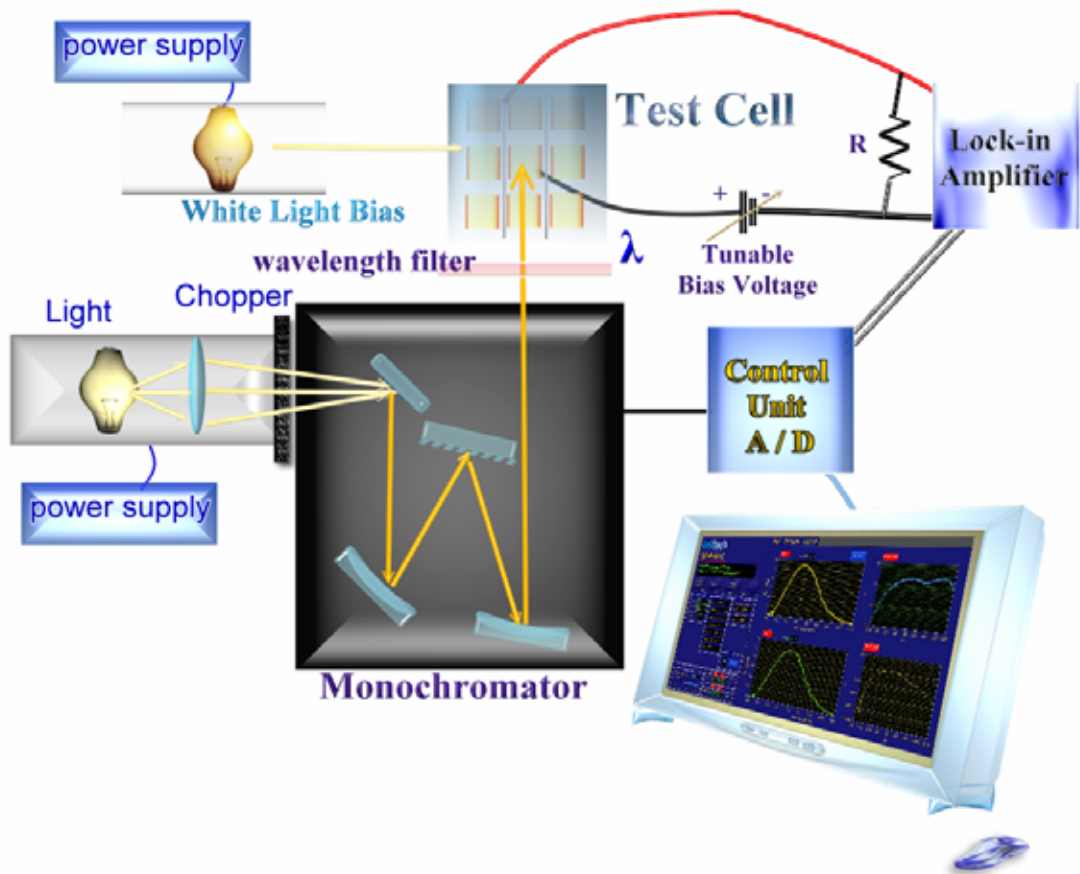 power supply
Test Cell
R
Lock-in
Amplifier
White Light Bias
+ -
λ
Tunable
Bias Voltage
wavelength filter
Chopper
Light
Control
Unit
A / D
power supply
Monochromator